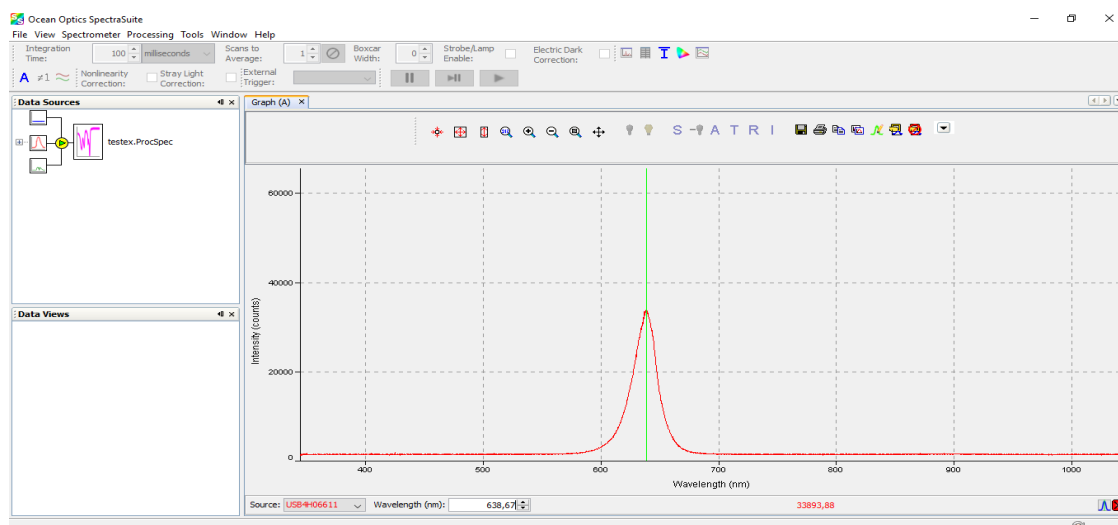 Ocean Optics SpectraSuite
File View Spectrometer Processing Tools Window Help
Integration Time: 100 milliseconds Scans to Average: 1 Boxcar Width: 0 Strobe/Lamp Enable: Electric Dark Correction:
A ≠1 Nonlinearity Correction: Stray Light Correction: External Trigger:
Data Sources
Graph (A)
S A T R I
testex.ProcSpec
Data Views
60000
40000
20000
0
Intensity (counts)
400 500 600 700 800 900 1000
Wavelength (nm)
Source: USB4H06611 Wavelength (nm): 638,67 33893,88